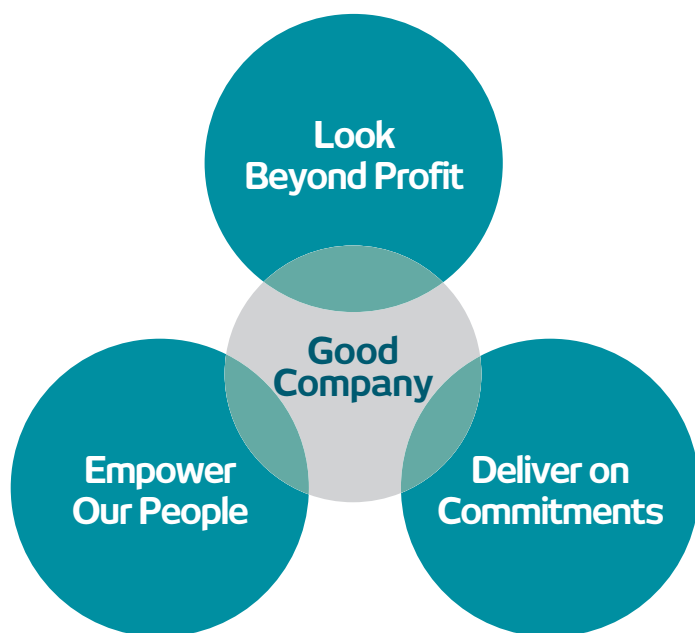 Look
Beyond Profit
Good
Company
Empower
Our People
Deliver on
Commitments